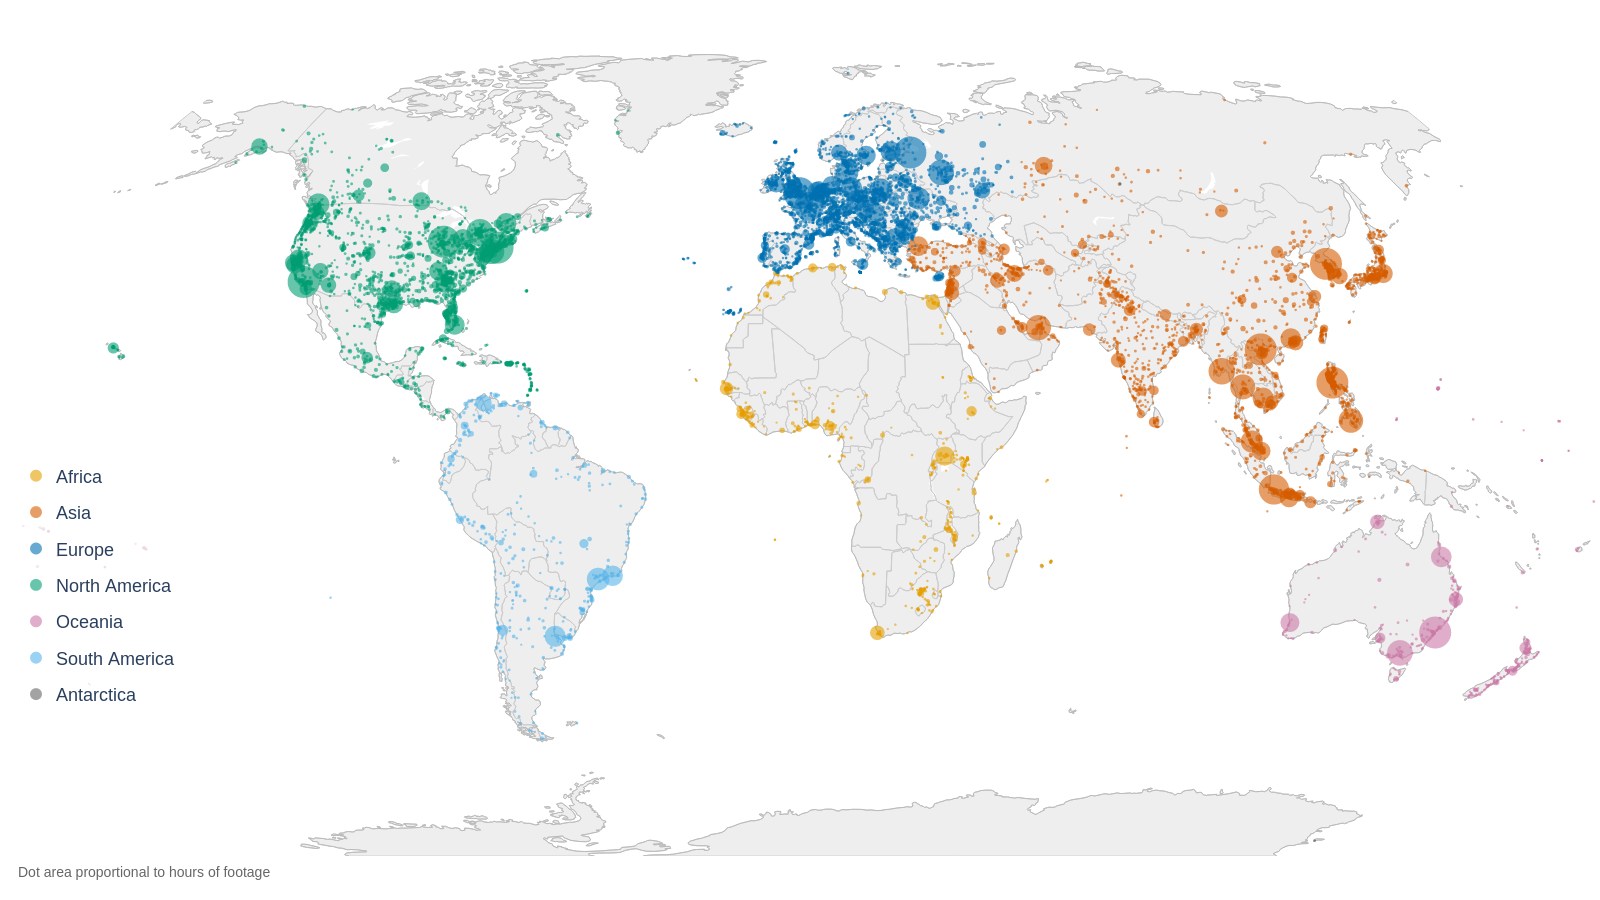 Africa
Asia
Europe
North America
Oceania
South America
Antarctica
Dot area proportional to hours of footage